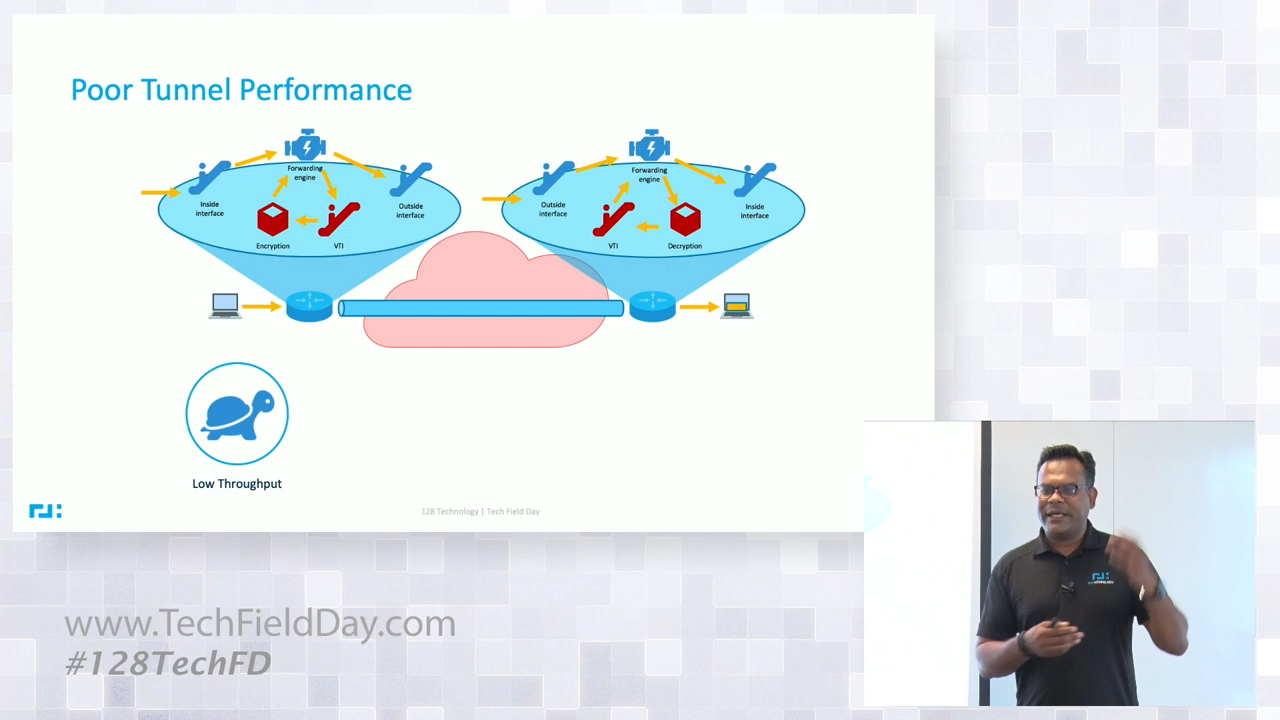 Poor Tunnel Performance
Forwarding
engine
Inside
interface
Outside
interface
Encryption
VTI
Forwarding
engine
Outside
interface
Inside
interface
VTI
Decryption
Low Throughput
128 Technology | Tech Field Day
www.TechFieldDay.com
#128TechFD